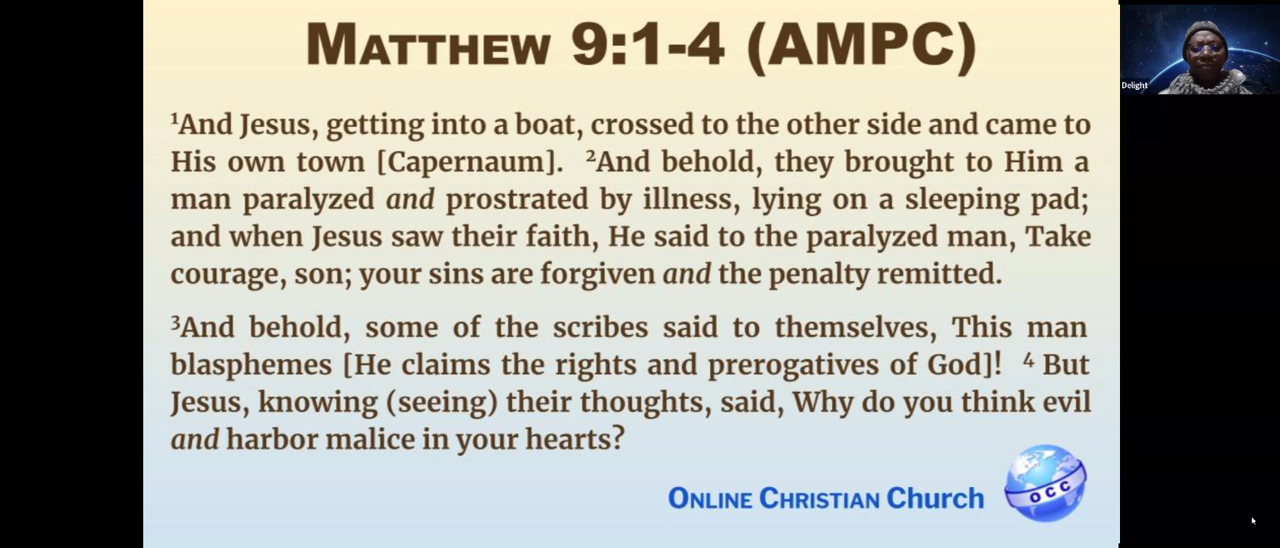 MATTHEW 9:1-4 (AMPC)
¹And Jesus, getting into a boat, crossed to the other side and came to
His own town [Capernaum]. ²And behold, they brought to Him a
man paralyzed and prostrated by illness, lying on a sleeping pad;
and when Jesus saw their faith, He said to the paralyzed man, Take
courage, son; your sins are forgiven and the penalty remitted.
³And behold, some of the scribes said to themselves, This man
blasphemes [He claims the rights and prerogatives of God]! ⁴ But
Jesus, knowing (seeing) their thoughts, said, Why do you think evil
and harbor malice in your hearts?
ONLINE CHRISTIAN Church
OCC
Delight